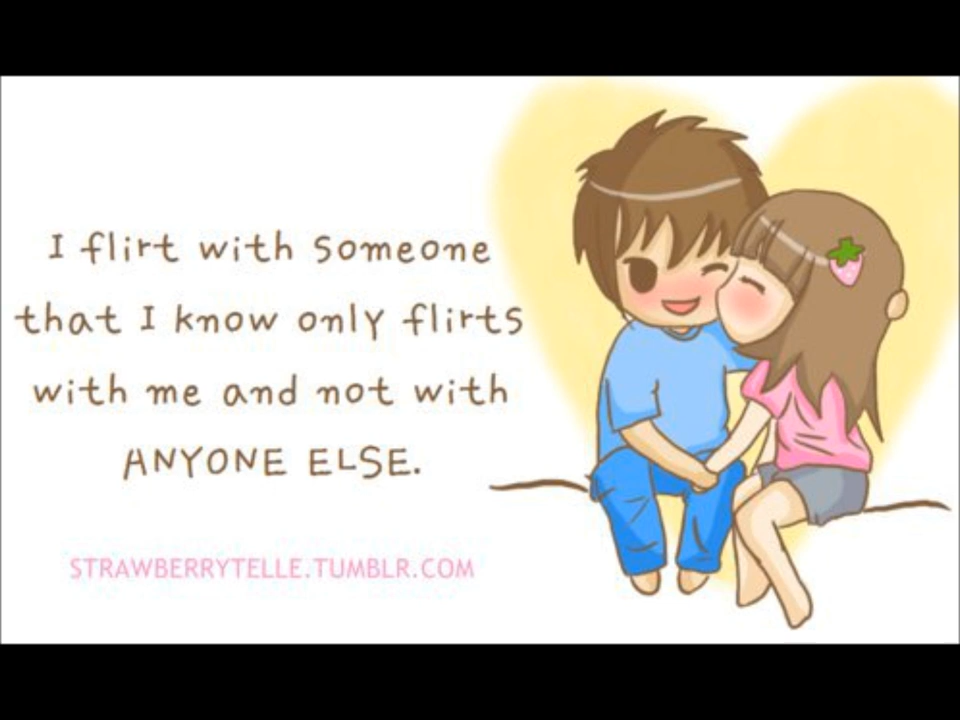 I flirt with someone
that I know only flirts
with me and not with
ANYONE ELSE.
STRAWBERRYTELLE.TUMBLR.COM